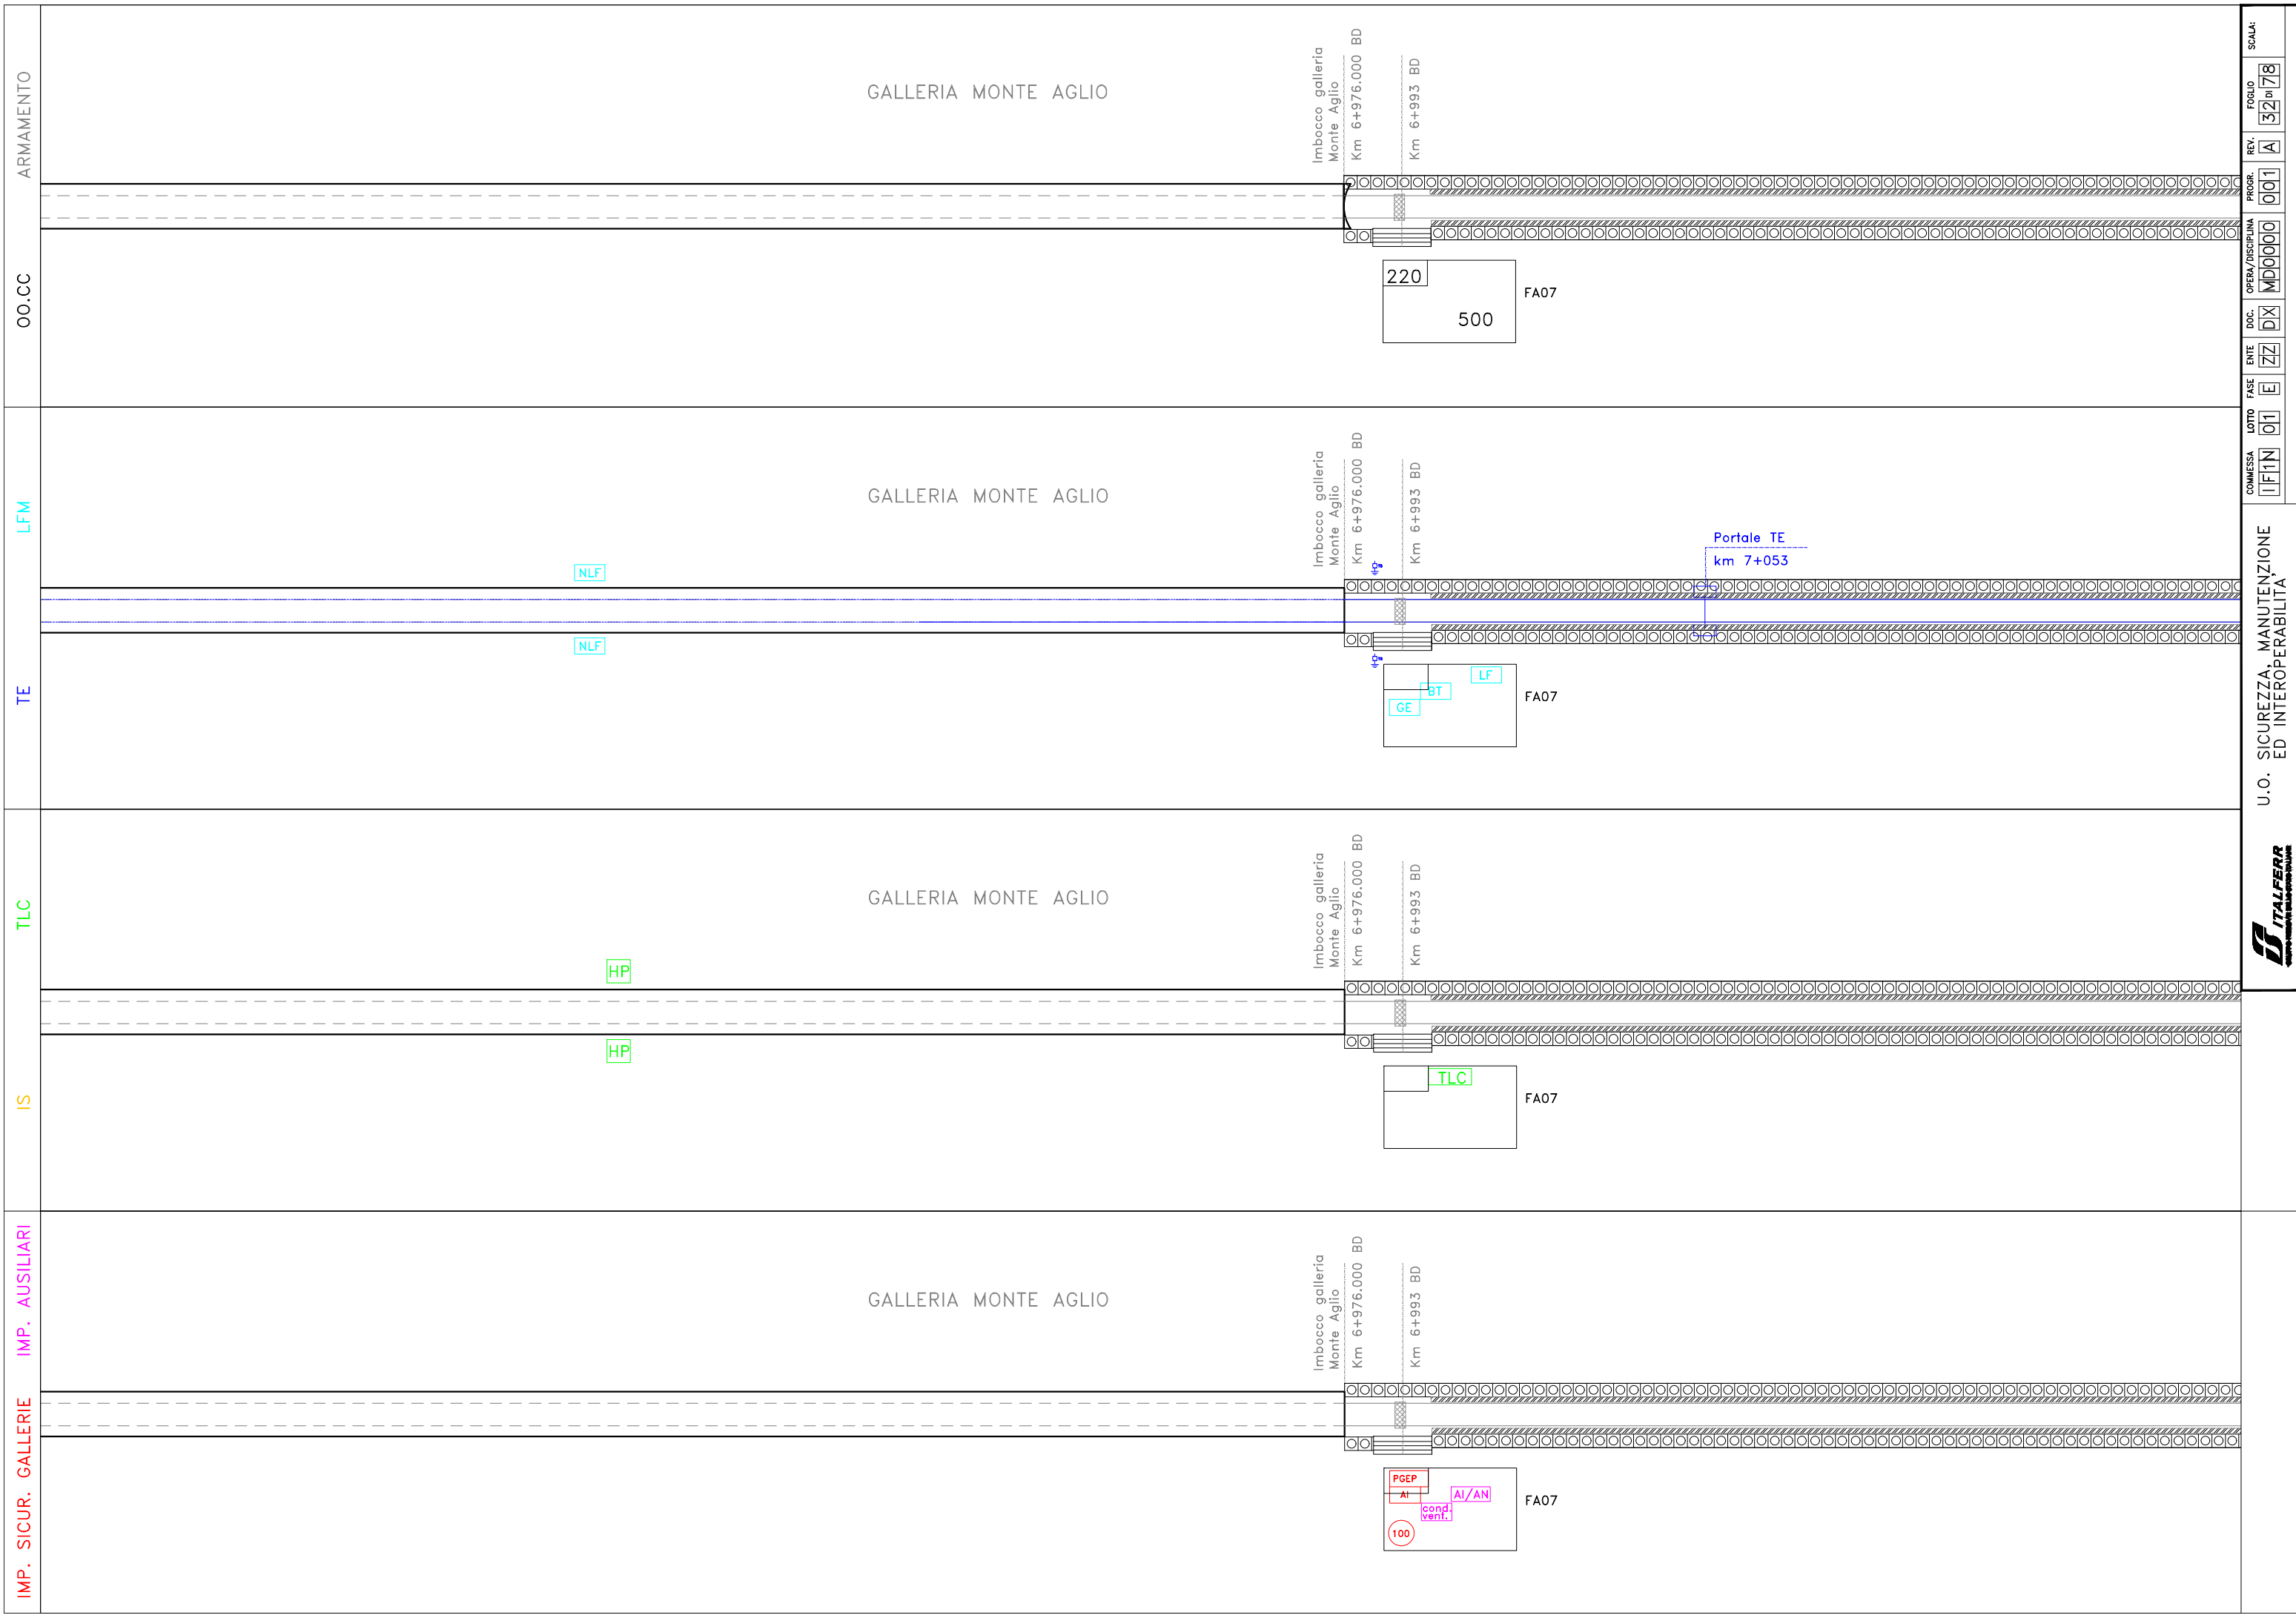 ARMAMENTO
OO.CC
GALLERIA MONTE AGLIO
Imbocco galleria
Monte Aglio
Km 6+976.000 BD
Km 6+993 BD
220
500
FA07
LFM
TE
GALLERIA MONTE AGLIO
NLF
NLF
Imbocco galleria
Monte Aglio
Km 6+976.000 BD
Km 6+993 BD
Portale TE
km 7+053
LF
BT
GE
FA07
TLC
IS
GALLERIA MONTE AGLIO
HP
HP
Imbocco galleria
Monte Aglio
Km 6+976.000 BD
Km 6+993 BD
TLC
FA07
IMP. AUSILIARI
IMP. SICUR. GALLERIE
GALLERIA MONTE AGLIO
Imbocco galleria
Monte Aglio
Km 6+976.000 BD
Km 6+993 BD
PGEP
AI
AI/AN
cond.
vent.
100
FA07
ITALFERR
U.O. SICUREZZA, MANUTENZIONE
ED INTEROPERABILITA'
COMMESSA LOTTO FASE ENTE DOC. OPERA/DISCIPLINA PROGR. REV. FOGLIO SCALA:
IF1N 01 E ZZ DX MD0000 001 A 32 DI 78